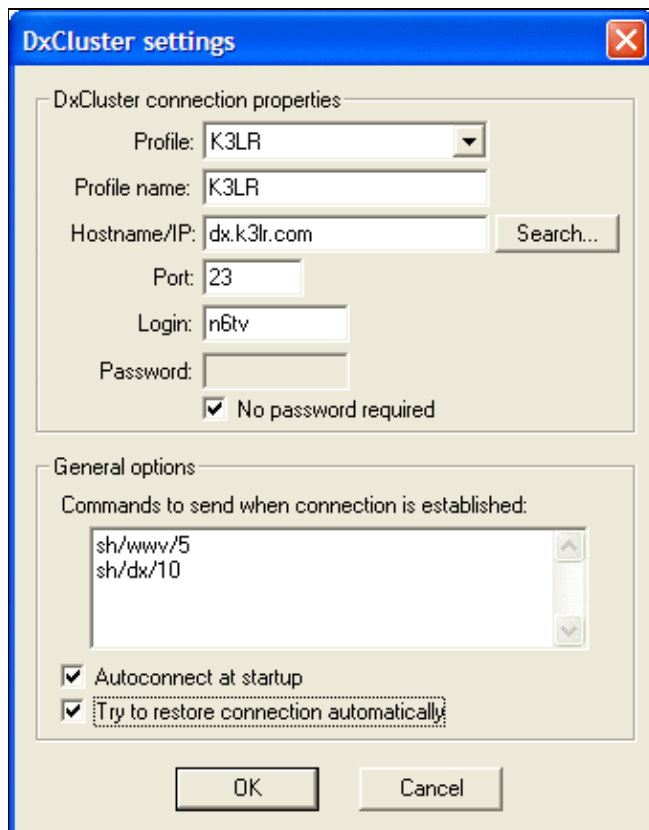 DxCluster settings
DxCluster connection properties
Profile: K3LR
Profile name: K3LR
Hostname/IP: dx.k3lr.com Search...
Port: 23
Login: n6tv
Password:
No password required
General options
Commands to send when connection is established:
sh/wwv/5
sh/dx/10
Autoconnect at startup
Try to restore connection automatically
OK Cancel